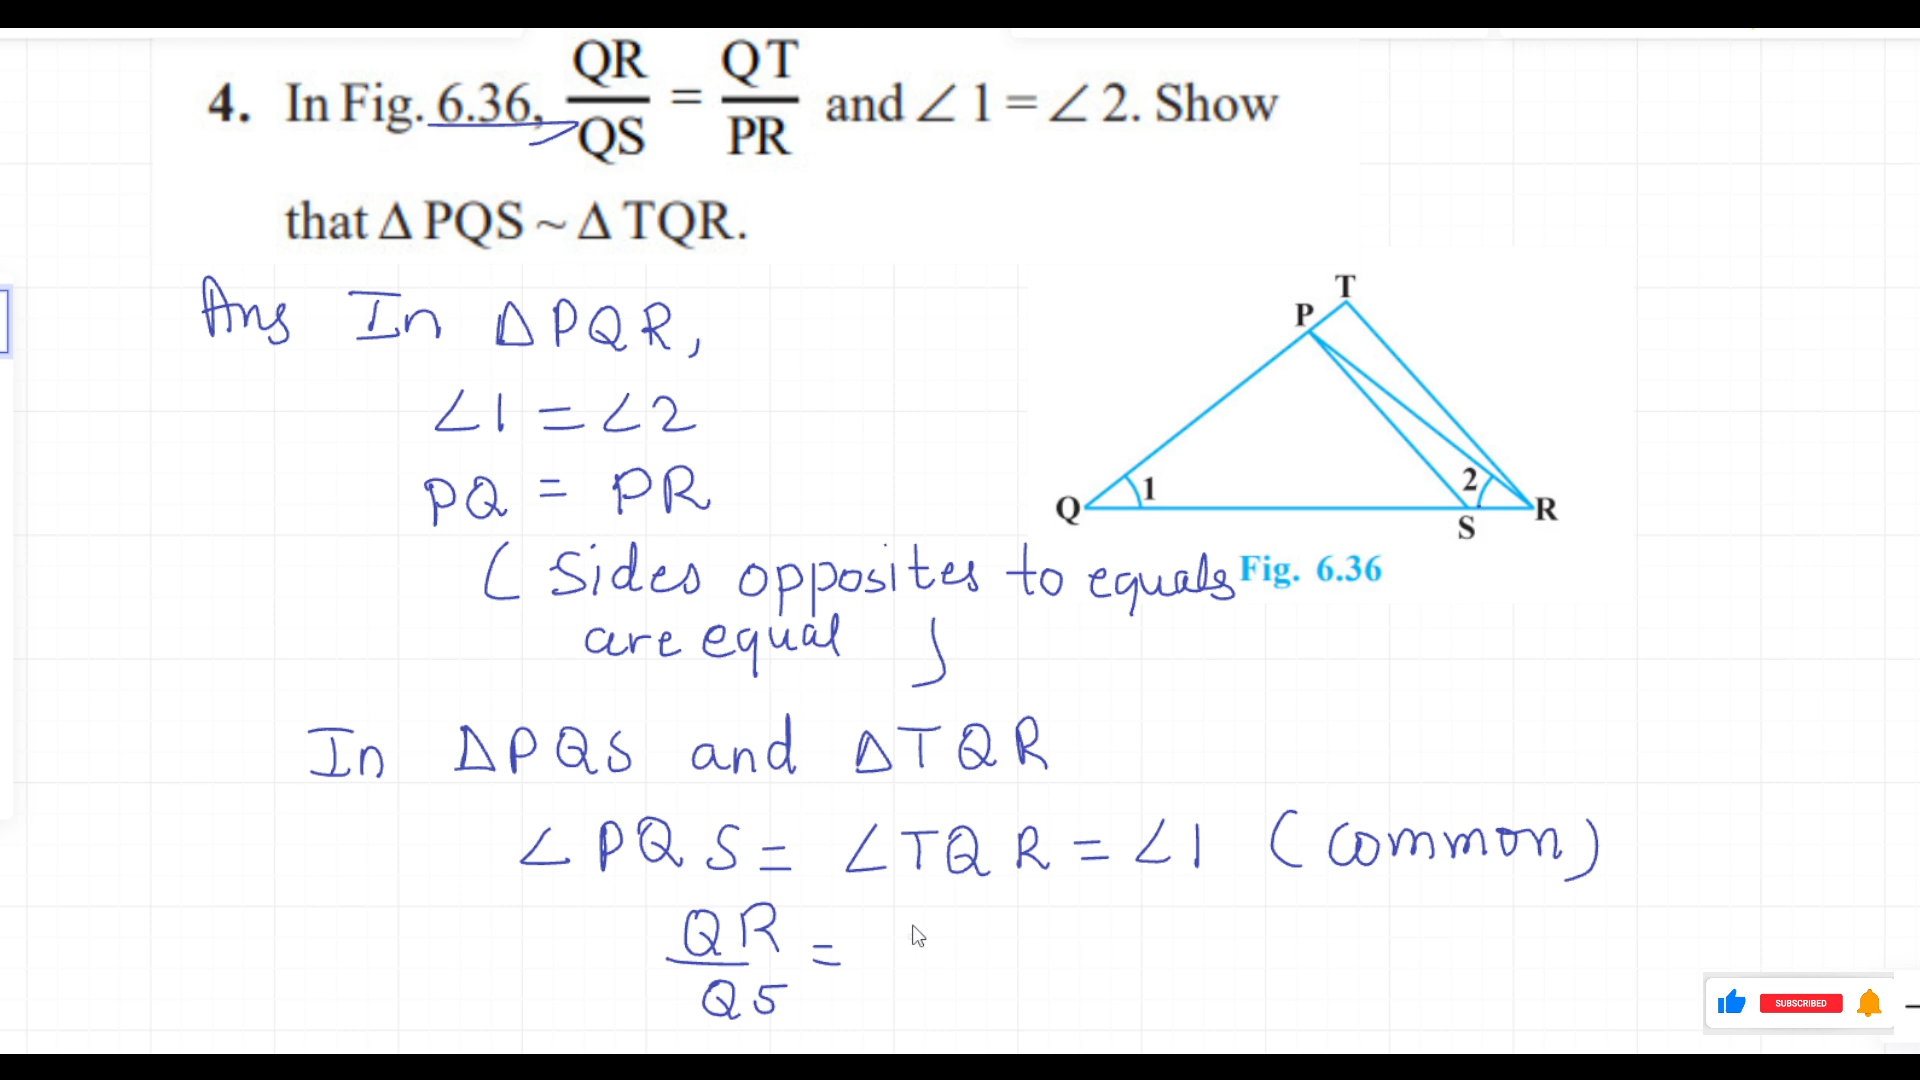 4. In Fig. 6.36, QR/QS = QT/PR and ∠1 = ∠2. Show
that Δ PQS ~ Δ TQR.
T
P
Q
1
2
S
R
Fig. 6.36
Ans In ΔPQR,
∠1 = ∠2
PQ = PR
( Sides opposites to equals
are equal )
In ΔPQS and ΔTQR
∠PQS = ∠TQR = ∠1 (common)
QR/QS =
SUBSCRIBED